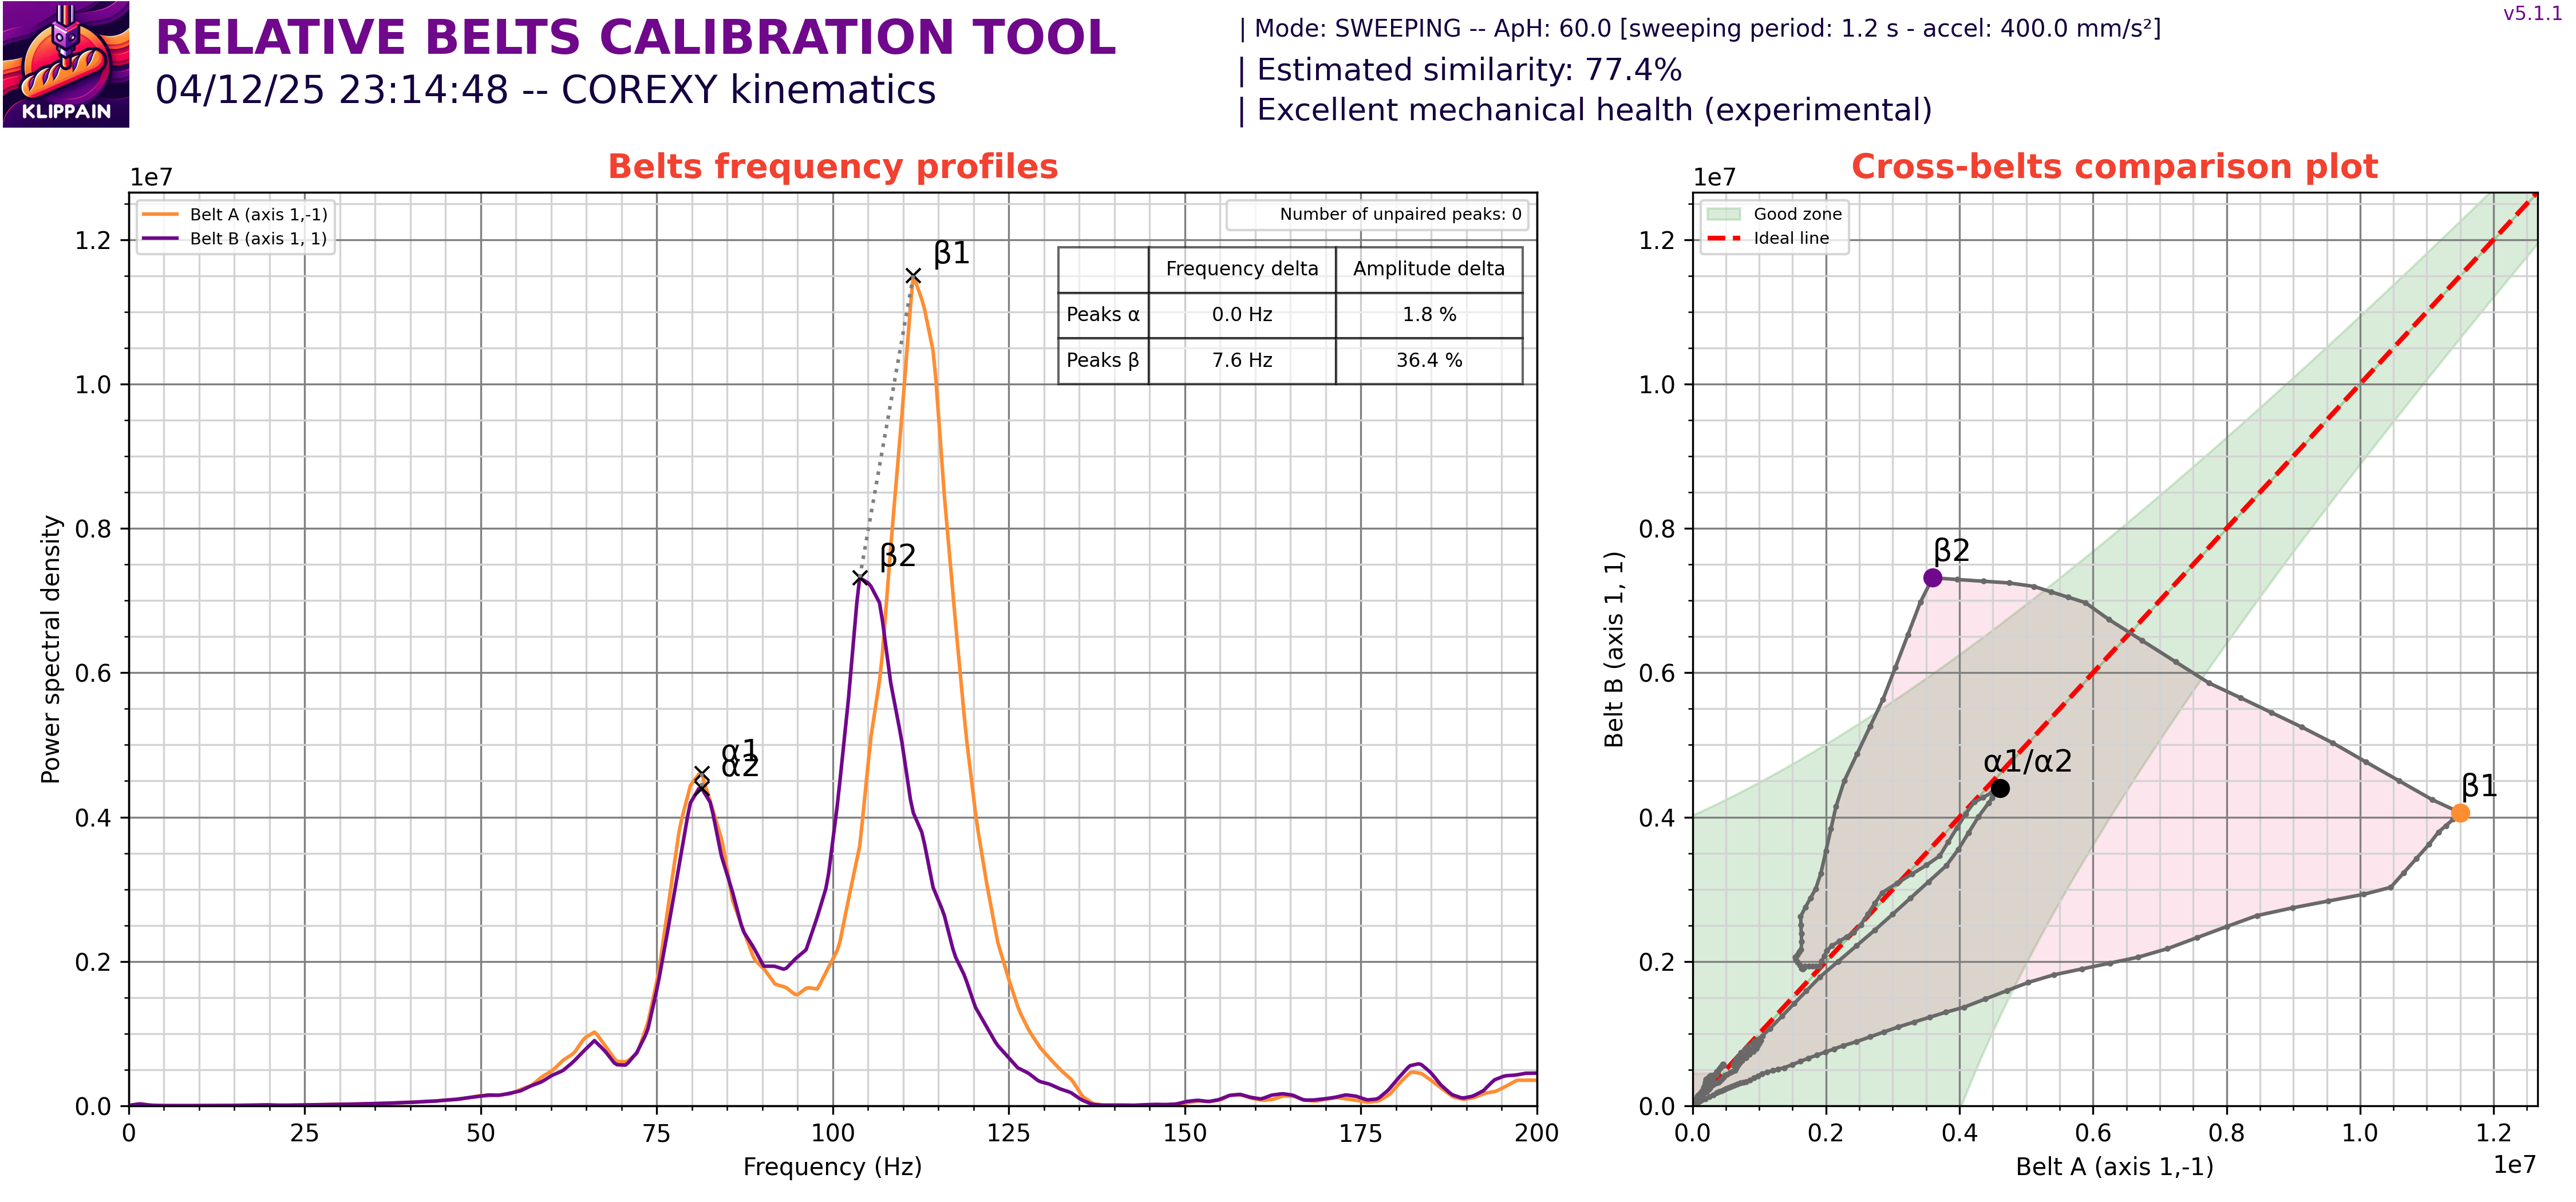 KLIPPAIN
RELATIVE BELTS CALIBRATION TOOL
04/12/25 23:14:48 -- COREXY kinematics
| Mode: SWEEPING -- ApH: 60.0 [sweeping period: 1.2 s - accel: 400.0 mm/s²]
| Estimated similarity: 77.4%
| Excellent mechanical health (experimental)
v5.1.1
Belts frequency profiles
1e7
Belt A (axis 1,-1)
Belt B (axis 1, 1)
Number of unpaired peaks: 0
Frequency delta Amplitude delta
Peaks α 0.0 Hz 1.8 %
Peaks β 7.6 Hz 36.4 %
β1
β2
α1
α2
Power spectral density
1.2
1.0
0.8
0.6
0.4
0.2
0.0
0 25 50 75 100 125 150 175 200
Frequency (Hz)
Cross-belts comparison plot
1e7
Good zone
Ideal line
β2
α1/α2
β1
Belt B (axis 1, 1)
1.2
1.0
0.8
0.6
0.4
0.2
0.0
0.0 0.2 0.4 0.6 0.8 1.0 1.2
Belt A (axis 1,-1)
1e7